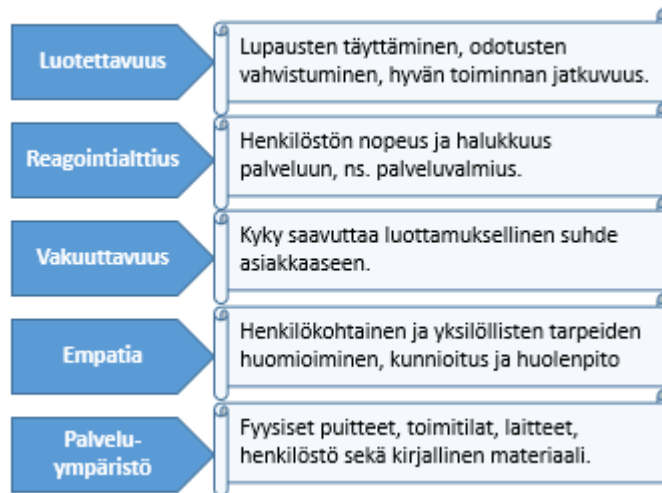 Luotettavuus
Lupausten täyttäminen, odotusten
vahvistuminen, hyvän toiminnan jatkuvuus.
Reagointialttius
Henkilöstön nopeus ja halukkuus
palveluun, ns. palveluvalmius.
Vakuuttavuus
Kyky saavuttaa luottamuksellinen suhde
asiakkaaseen.
Empatia
Henkilökohtainen ja yksilöllisten tarpeiden
huomioiminen, kunnioitus ja huolenpito
Palvelu-
ympäristö
Fyysiset puitteet, toimitilat, laitteet,
henkilöstö sekä kirjallinen materiaali.